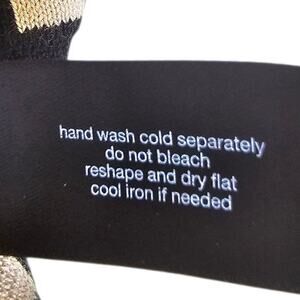 hand wash cold separately
do not bleach
reshape and dry flat
cool iron if needed